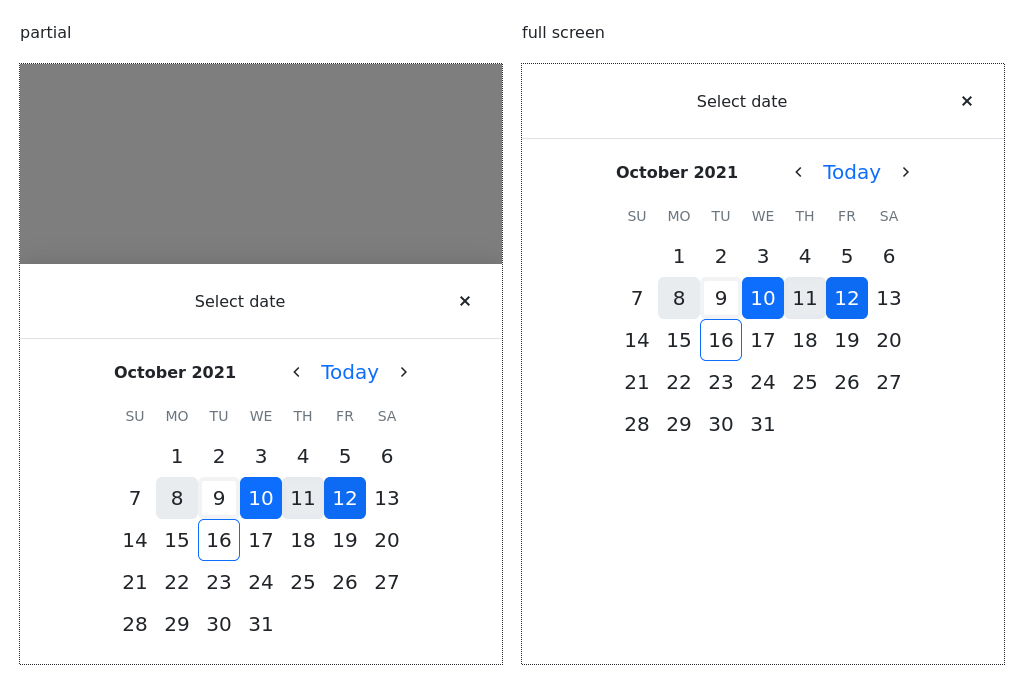 partial
Select date ×
October 2021 Today
SU MO TU WE TH FR SA
1 2 3 4 5 6
7 8 9 10 11 12 13
14 15 16 17 18 19 20
21 22 23 24 25 26 27
28 29 30 31
full screen
Select date ×
October 2021 Today
SU MO TU WE TH FR SA
1 2 3 4 5 6
7 8 9 10 11 12 13
14 15 16 17 18 19 20
21 22 23 24 25 26 27
28 29 30 31